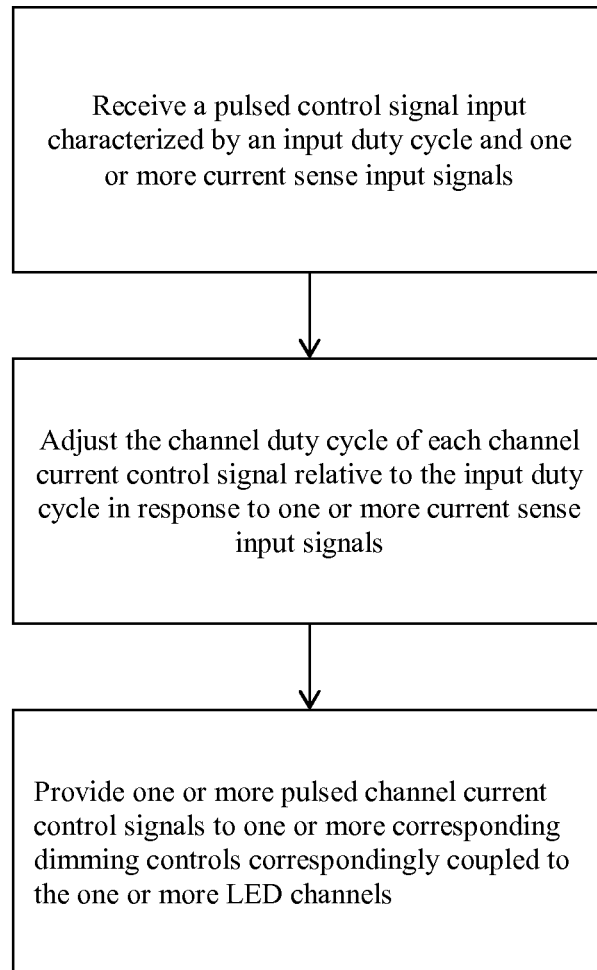 Receive a pulsed control signal input
characterized by an input duty cycle and one
or more current sense input signals
Adjust the channel duty cycle of each channel
current control signal relative to the input duty
cycle in response to one or more current sense
input signals
Provide one or more pulsed channel current
control signals to one or more corresponding
dimming controls correspondingly coupled to
the one or more LED channels